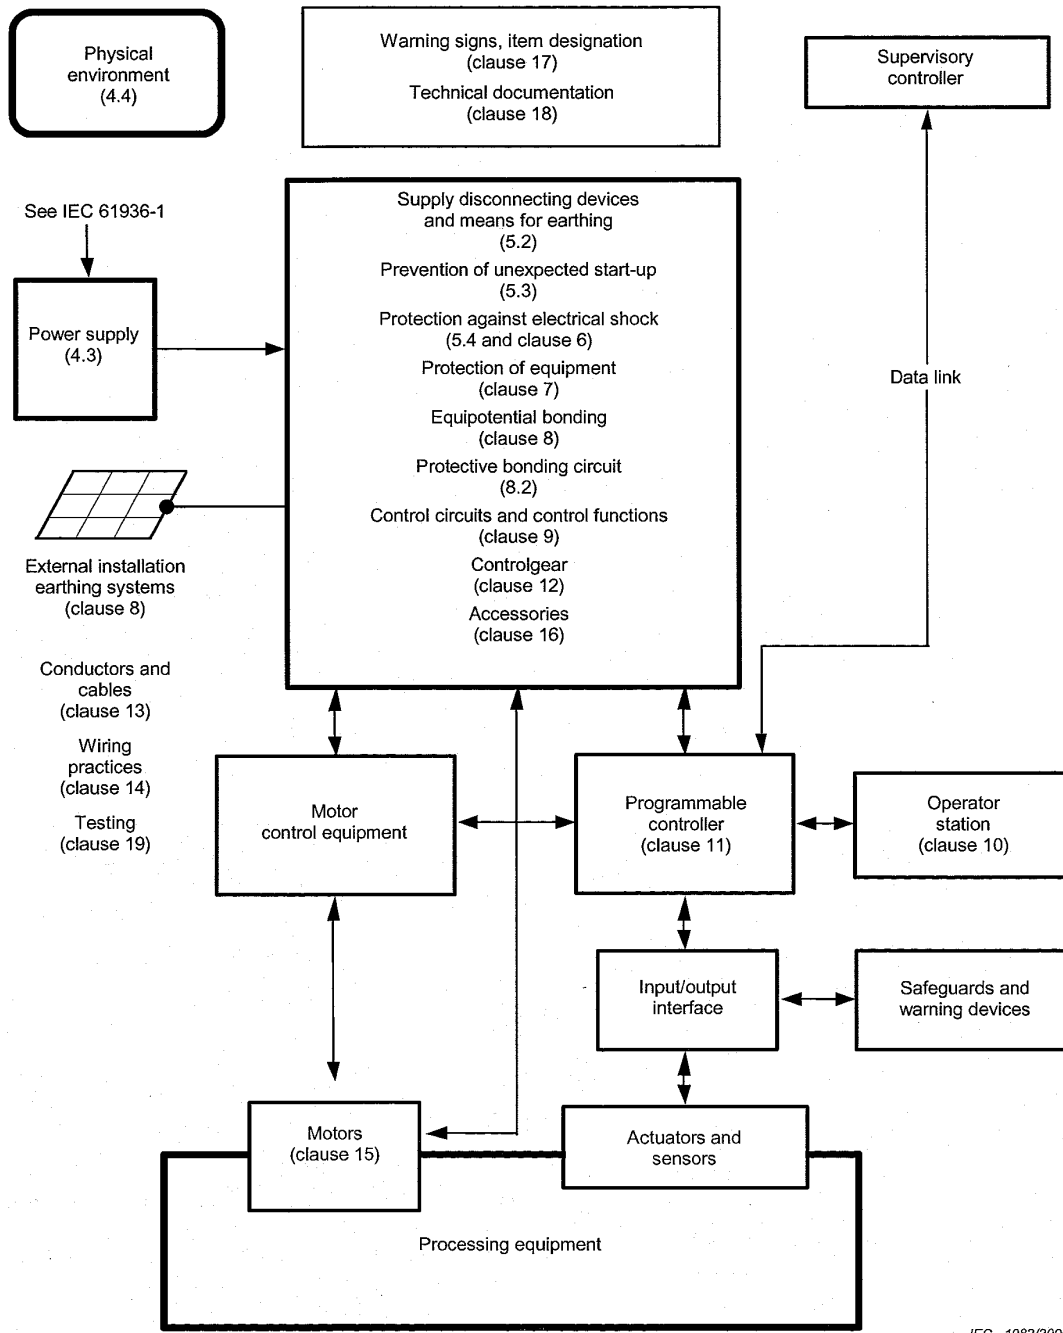 Physical
environment
(4.4)
Warning signs, item designation
(clause 17)
Technical documentation
(clause 18)
Supervisory
controller
See IEC 61936-1
Power supply
(4.3)
Supply disconnecting devices
and means for earthing
(5.2)
Prevention of unexpected start-up
(5.3)
Protection against electrical shock
(5.4 and clause 6)
Protection of equipment
(clause 7)
Equipotential bonding
(clause 8)
Protective bonding circuit
(8.2)
Control circuits and control functions
(clause 9)
Controlgear
(clause 12)
Accessories
(clause 16)
Data link
External installation
earthing systems
(clause 8)
Conductors and
cables
(clause 13)
Wiring
practices
(clause 14)
Testing
(clause 19)
Motor
control equipment
Programmable
controller
(clause 11)
Operator
station
(clause 10)
Input/output
interface
Safeguards and
warning devices
Motors
(clause 15)
Actuators and
sensors
Processing equipment
IEC